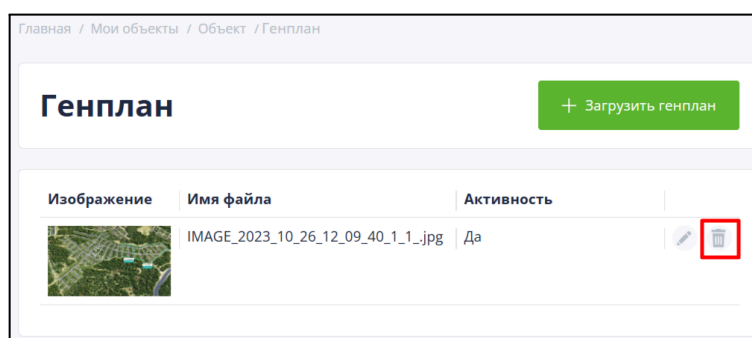 Главная / Мои объекты / Объект / Генплан
Генплан
+ Загрузить генплан
Изображение Имя файла Активность
IMAGE_2023_10_26_12_09_40_1_1_.jpg Да